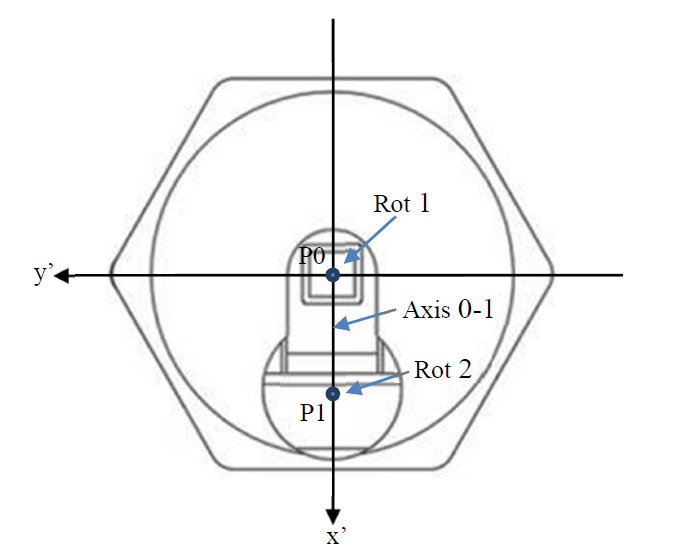 Rot 1
P0
y’
Axis 0-1
Rot 2
P1
x’